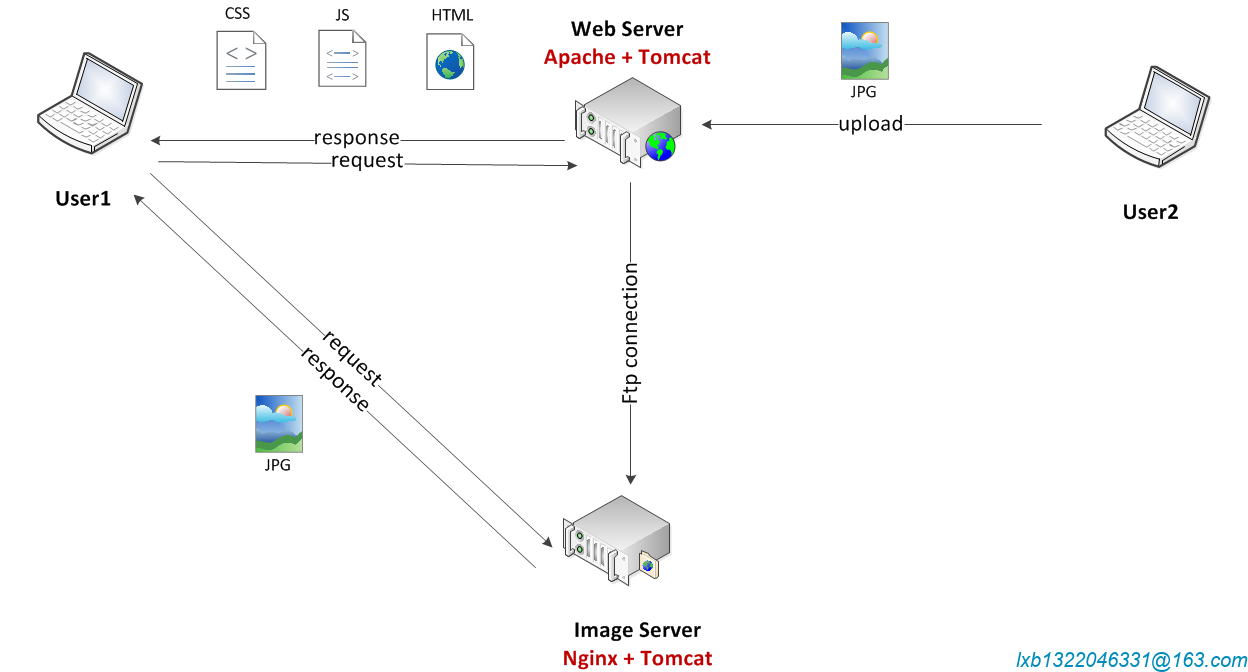 CSS
JS
HTML
Web Server
Apache + Tomcat
JPG
response
request
upload
User1
User2
Ftp connection
request
response
JPG
Image Server
Nginx + Tomcat
lxb1322046331@163.com